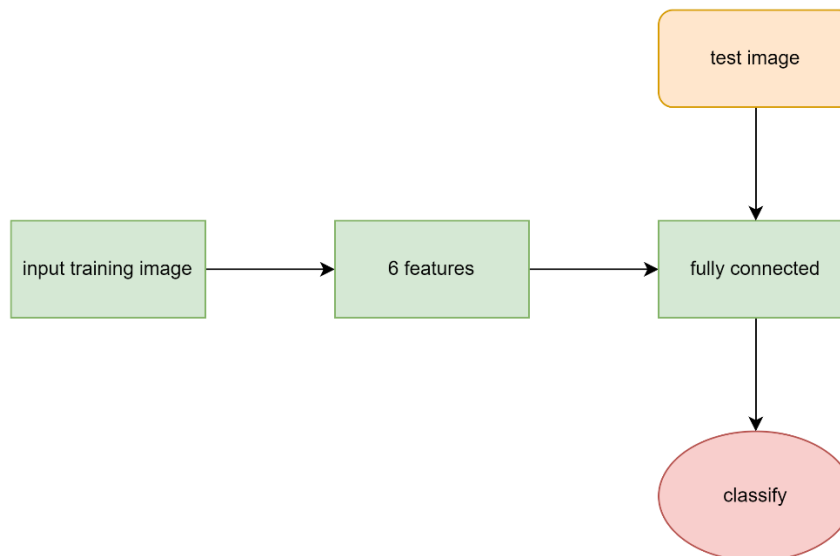 test image
input training image
6 features
fully connected
classify